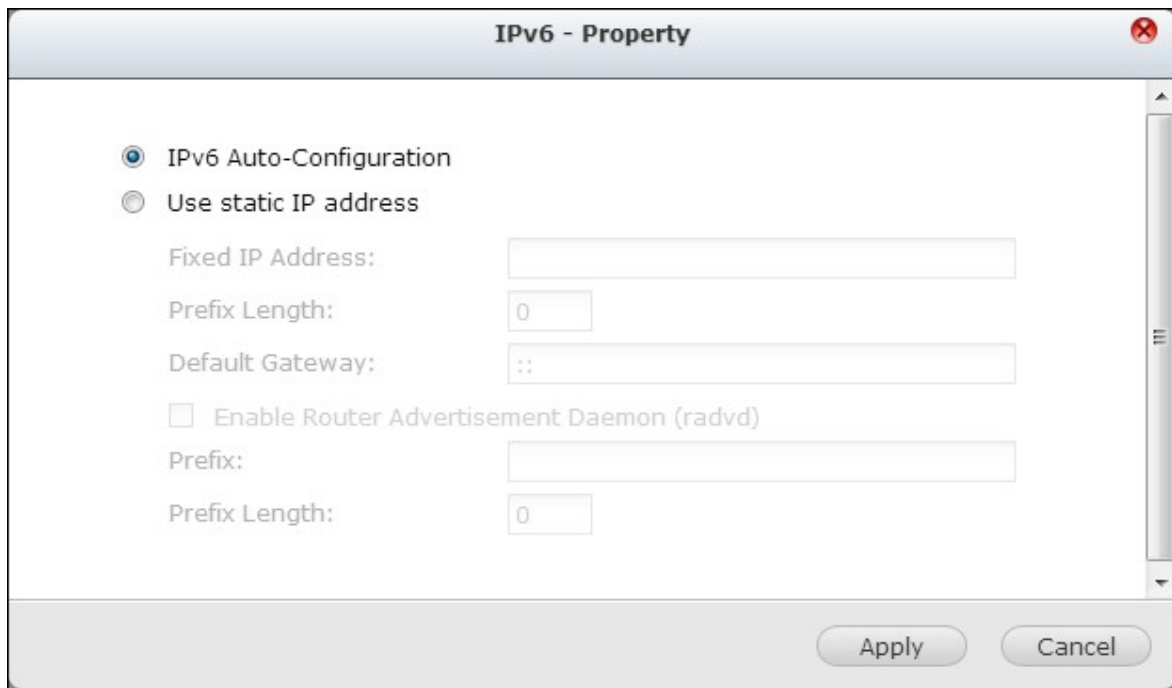 IPv6 - Property
IPv6 Auto-Configuration
Use static IP address
Fixed IP Address:
Prefix Length: 0
Default Gateway: ::
Enable Router Advertisement Daemon (radvd)
Prefix:
Prefix Length: 0
Apply Cancel